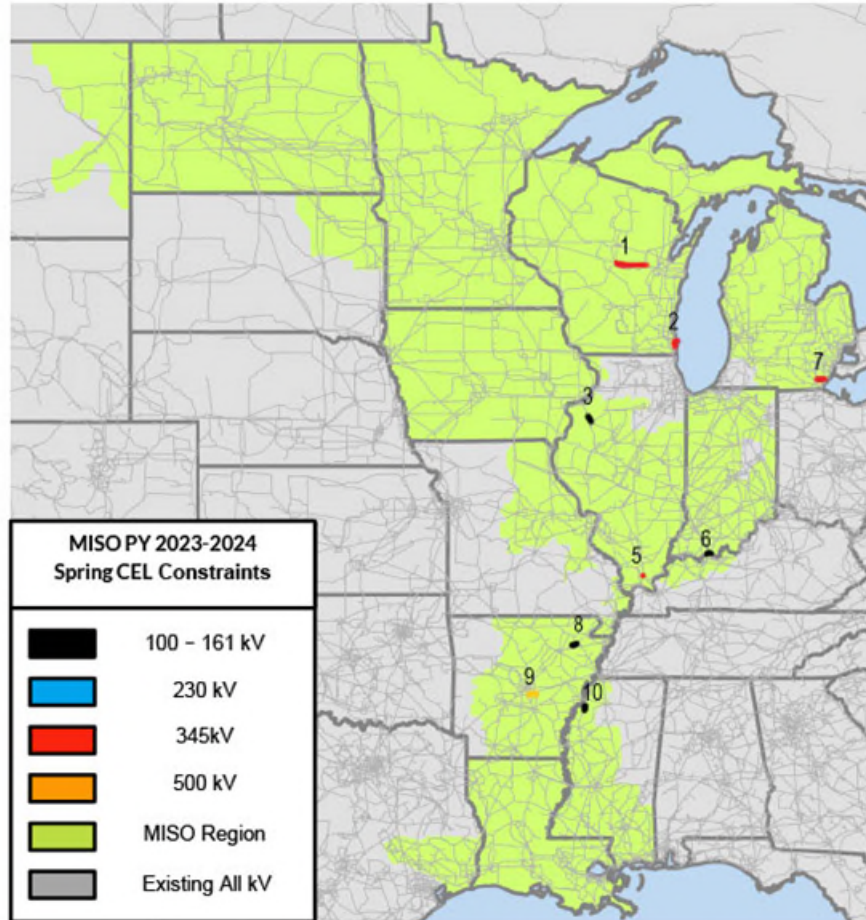 1
2
7
3
6
5
8
9
10
MISO PY 2023-2024
Spring CEL Constraints
100 – 161 kV
230 kV
345kV
500 kV
MISO Region
Existing All kV